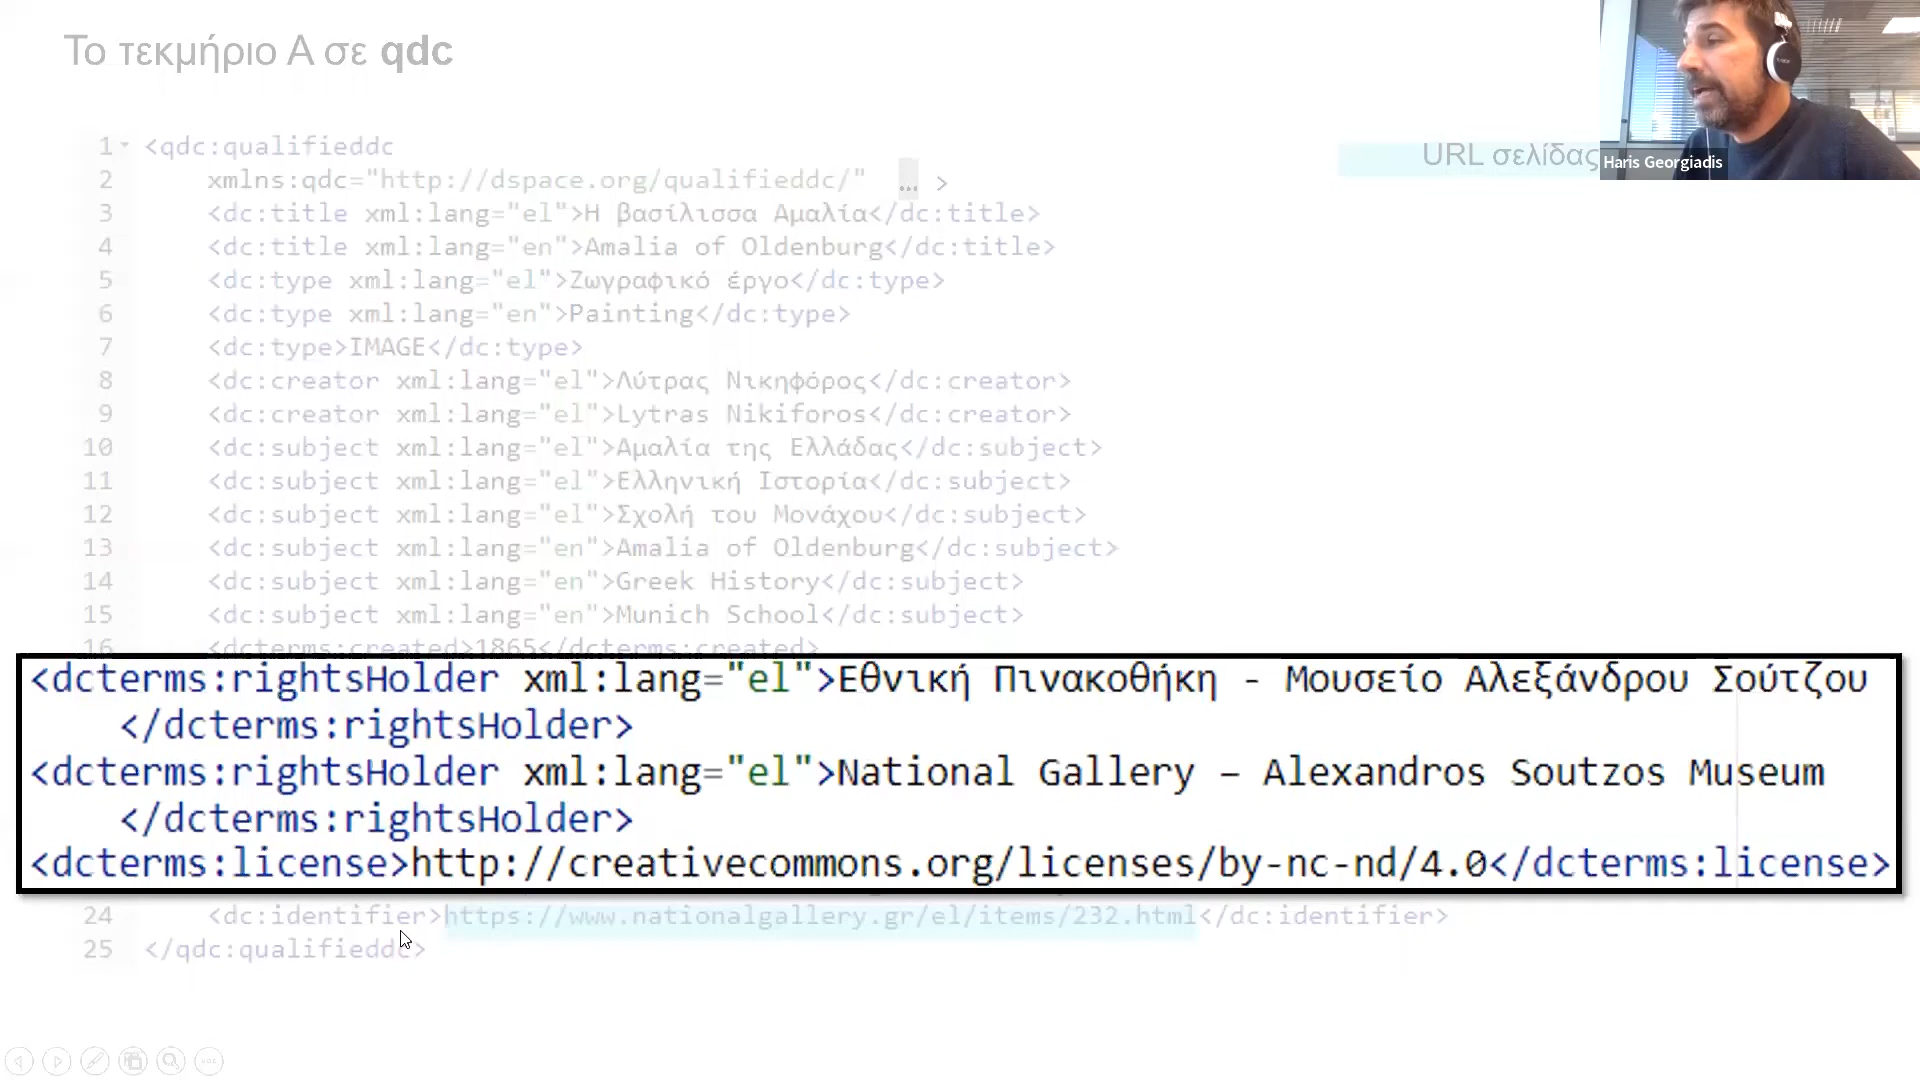 Το τεκμήριο Α σε qdc
URL σελίδας
Haris Georgiadis
1 <qdc:qualifieddc
2 xmlns:qdc="http://dspace.org/qualifieddc/" ... >
3 <dc:title xml:lang="el">Η βασίλισσα Αμαλία</dc:title>
4 <dc:title xml:lang="en">Amalia of Oldenburg</dc:title>
5 <dc:type xml:lang="el">Ζωγραφικό έργο</dc:type>
6 <dc:type xml:lang="en">Painting</dc:type>
7 <dc:type>IMAGE</dc:type>
8 <dc:creator xml:lang="el">Λύτρας Νικηφόρος</dc:creator>
9 <dc:creator xml:lang="el">Lytras Nikiforos</dc:creator>
10 <dc:subject xml:lang="el">Αμαλία της Ελλάδας</dc:subject>
11 <dc:subject xml:lang="el">Ελληνική Ιστορία</dc:subject>
12 <dc:subject xml:lang="el">Σχολή του Μονάχου</dc:subject>
13 <dc:subject xml:lang="en">Amalia of Oldenburg</dc:subject>
14 <dc:subject xml:lang="en">Greek History</dc:subject>
15 <dc:subject xml:lang="en">Munich School</dc:subject>
16 <dcterms:created>1865</dcterms:created>
<dcterms:rightsHolder xml:lang="el">Εθνική Πινακοθήκη - Μουσείο Αλεξάνδρου Σούτζου
</dcterms:rightsHolder>
<dcterms:rightsHolder xml:lang="el">National Gallery – Alexandros Soutzos Museum
</dcterms:rightsHolder>
<dcterms:license>http://creativecommons.org/licenses/by-nc-nd/4.0</dcterms:license>
24 <dc:identifier>https://www.nationalgallery.gr/el/items/232.html</dc:identifier>
25 </qdc:qualifieddc>